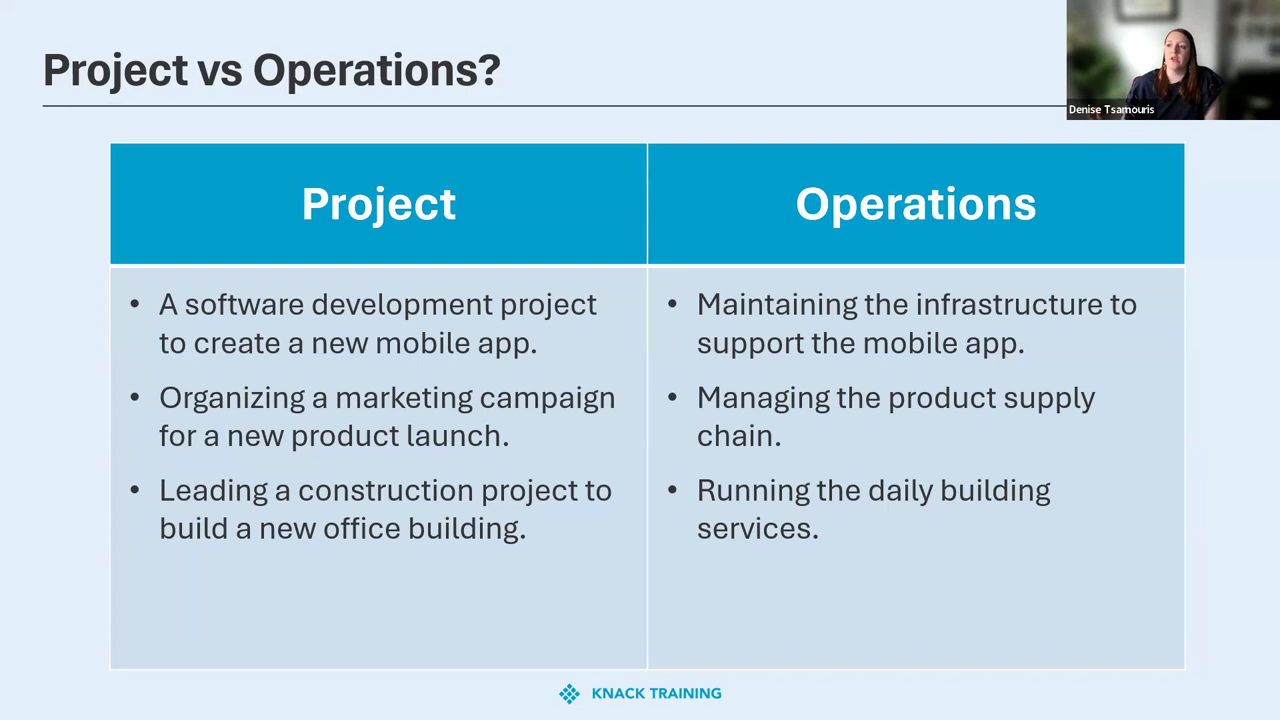 Project vs Operations?
Denise Tsamouris
Project
Operations
• A software development project
to create a new mobile app.
• Organizing a marketing campaign
for a new product launch.
• Leading a construction project to
build a new office building.
• Maintaining the infrastructure to
support the mobile app.
• Managing the product supply
chain.
• Running the daily building
services.
KNACK TRAINING